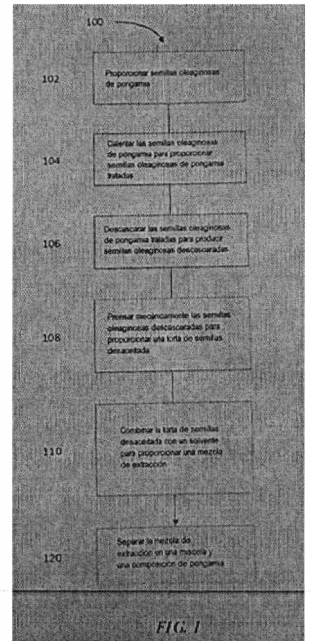 100
102
Proporcionar semillas oleaginosas
de pongamia
104
Calentar las semillas oleaginosas
de pongamia para proporcionar
semillas oleaginosas de pongamia
tratadas
106
Descascarar las semillas oleaginosas
de pongamia tratadas para producir
semillas oleaginosas descascaradas
108
Prensar mecánicamente las semillas
oleaginosas descascaradas para
proporcionar una torta de semillas
desaceitada
110
Combinar la torta de semillas
desaceitada con un solvente
para proporcionar una mezcla
de extracción
120
Separar la mezcla de
extracción en una miscela y
una composición de pongamia
FIG. 1